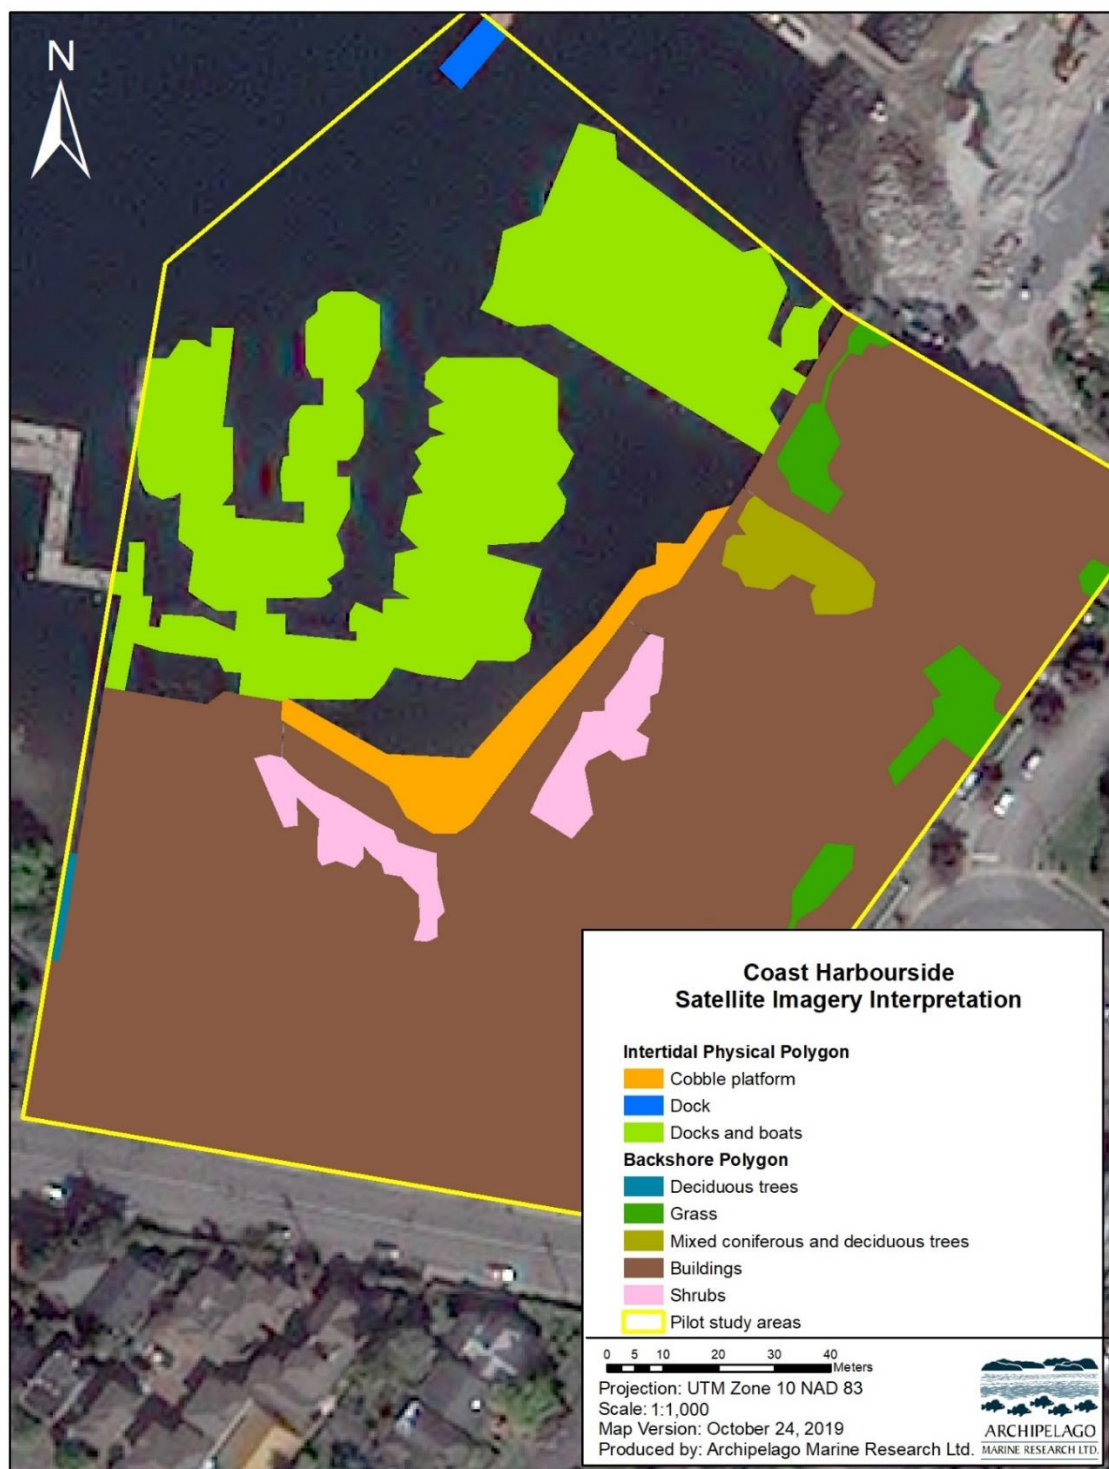 N
Coast Harbourside
Satellite Imagery Interpretation
Intertidal Physical Polygon
Cobble platform
Dock
Docks and boats
Backshore Polygon
Deciduous trees
Grass
Mixed coniferous and deciduous trees
Buildings
Shrubs
Pilot study areas
0 5 10 20 30 40
Meters
Projection: UTM Zone 10 NAD 83
Scale: 1:1,000
Map Version: October 24, 2019
Produced by: Archipelago Marine Research Ltd.
ARCHIPELAGO
MARINE RESEARCH LTD.